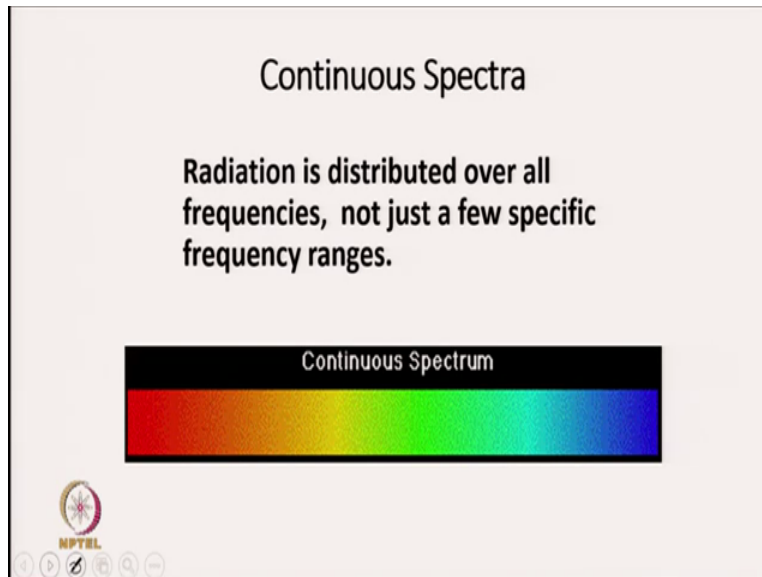 Continuous Spectra
Radiation is distributed over all
frequencies, not just a few specific
frequency ranges.
Continuous Spectrum
NPTEL